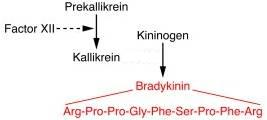 Prekallikrein
Factor XII
Kininogen
Kallikrein
Bradykinin
Arg-Pro-Pro-Gly-Phe-Ser-Pro-Phe-Arg